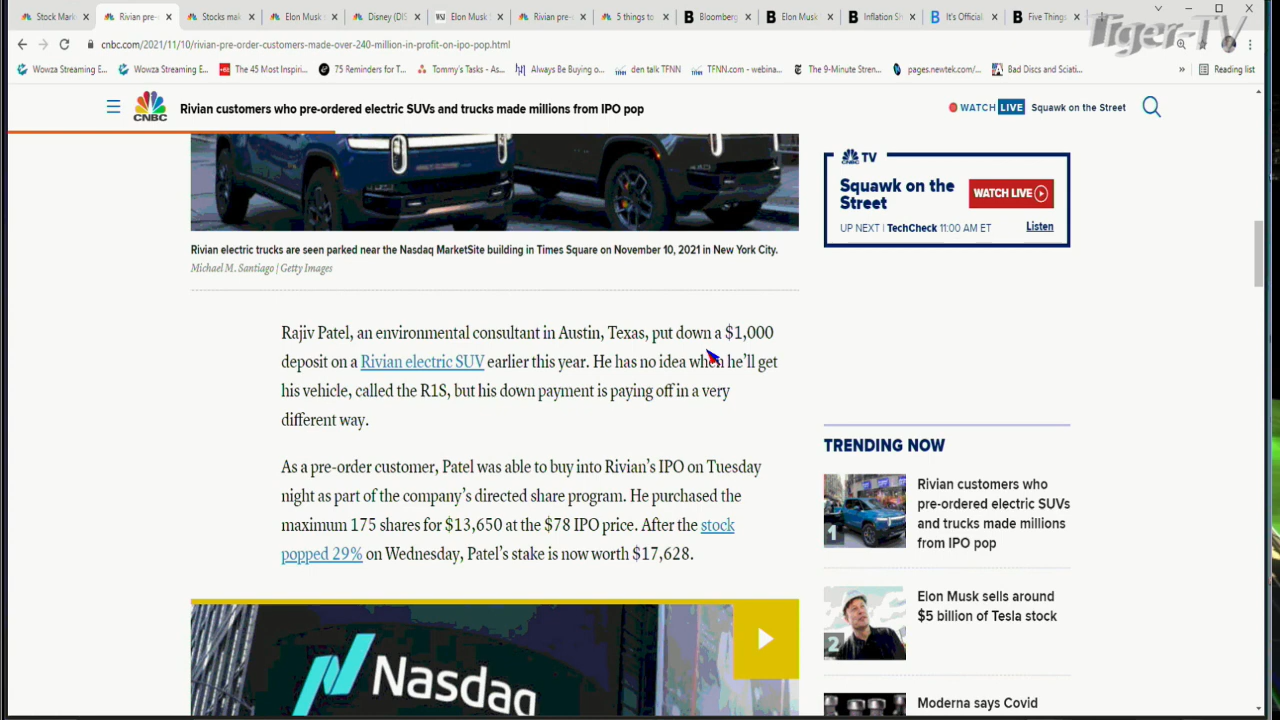 Stock Mar
Rivian pre-
Stocks mak
Elon Musk
Disney (DIS
Elon Musk
Rivian pre-
5 things to
Bloomberg
Elon Musk
Inflation Sh
It's Official
Five Things
Tiger-TV
cnbc.com/2021/11/10/rivian-pre-order-customers-made-over-240-million-in-profit-on-ipo-pop.html
Wowza Streaming E...
Wowza Streaming E...
The 45 Most Inspiri...
75 Reminders for T...
Tommy's Tasks - As...
Always Be Buying o...
den talk TFNN
TFNN.com - webina...
The 9-Minute Stren...
pages.newtek.com/...
Bad Discs and Sciati...
»
Reading list
CNBC
Rivian customers who pre-ordered electric SUVs and trucks made millions from IPO pop
WATCH LIVE Squawk on the Street
Rivian electric trucks are seen parked near the Nasdaq MarketSite building in Times Square on November 10, 2021 in New York City.
Michael M. Santiago | Getty Images
Rajiv Patel, an environmental consultant in Austin, Texas, put down a $1,000
deposit on a Rivian electric SUV earlier this year. He has no idea when he'll get
his vehicle, called the R1S, but his down payment is paying off in a very
different way.
As a pre-order customer, Patel was able to buy into Rivian's IPO on Tuesday
night as part of the company's directed share program. He purchased the
maximum 175 shares for $13,650 at the $78 IPO price. After the stock
popped 29% on Wednesday, Patel's stake is now worth $17,628.
Nasdaq
TV
Squawk on the
Street
WATCH LIVE
UP NEXT | TechCheck 11:00 AM ET
Listen
TRENDING NOW
1
Rivian customers who
pre-ordered electric SUVs
and trucks made millions
from IPO pop
2
Elon Musk sells around
$5 billion of Tesla stock
Moderna says Covid